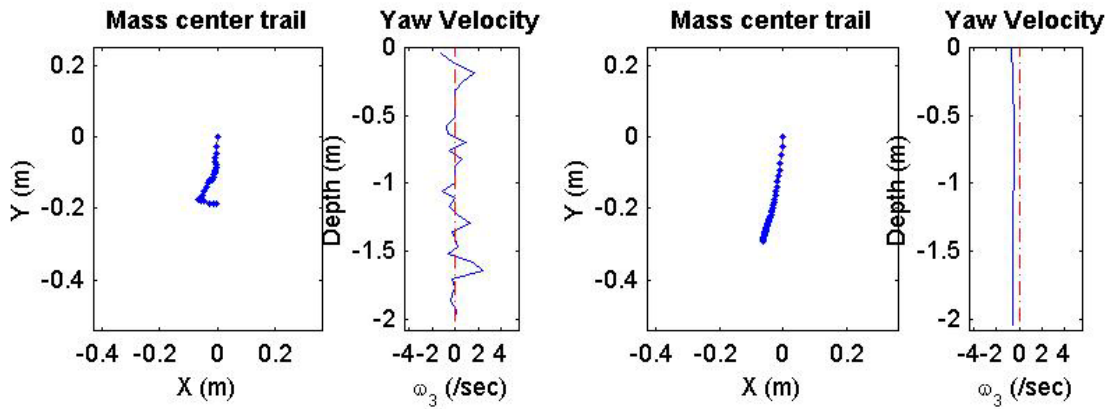 Mass center trail
Yaw Velocity
Mass center trail
Yaw Velocity
0.2
0
-0.2
-0.4
Y (m)
-0.4 -0.2 0 0.2
X (m)
0
-0.5
-1
-1.5
-2
Depth (m)
-4 -2 0 2 4
ω_3 (/sec)
0.2
0
-0.2
-0.4
Y (m)
-0.4 -0.2 0 0.2
X (m)
0
-0.5
-1
-1.5
-2
Depth (m)
-4 -2 0 2 4
ω_3 (/sec)